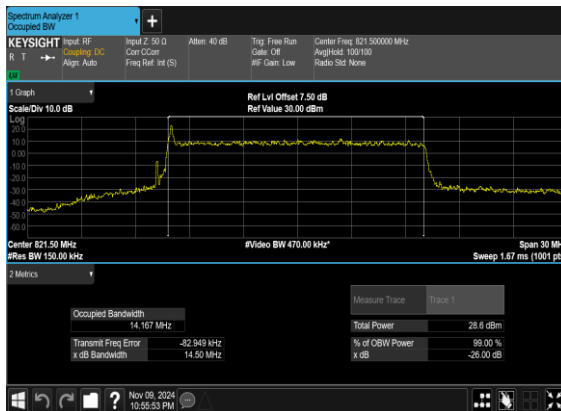 Spectrum Analyzer 1
Occupied BW
KEYSIGHT Input: RF Input Z: 50 Ω Atten: 40 dB Trig: Free Run Center Freq: 821.500000 MHz
R T Coupling: DC Corr CCorr Gate: Off Avg|Hold: 100/100
Align: Auto Freq Ref: Int (S) #IF Gain: Low Radio Std: None
1 Graph
Scale/Div 10.0 dB
Ref Lvl Offset 7.50 dB
Ref Value 30.00 dBm
Log
20.0
10.0
0.00
-10.0
-20.0
-30.0
-40.0
-50.0
-60.0
Center 821.50 MHz #Video BW 470.00 kHz* Span 30 MH
#Res BW 150.00 kHz Sweep 1.67 ms (1001 pt
2 Metrics
Measure Trace Trace 1
Occupied Bandwidth
14.167 MHz
Total Power 28.6 dBm
Transmit Freq Error -82.949 kHz % of OBW Power 99.00 %
x dB Bandwidth 14.50 MHz x dB -26.00 dB
? Nov 09, 2024
10:55:53 PM